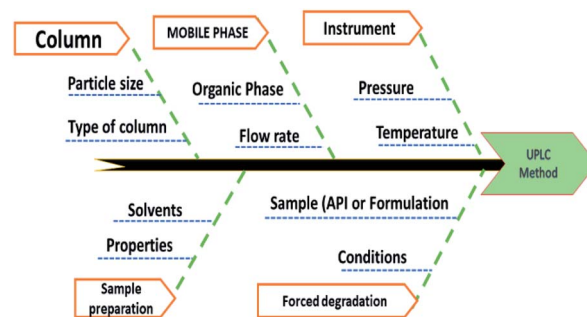 Column
MOBILE PHASE
Instrument
Particle size
Organic Phase
Pressure
Type of column
Flow rate
Temperature
UPLC
Method
Solvents
Sample (API or Formulation
Properties
Conditions
Sample
preparation
Forced degradation